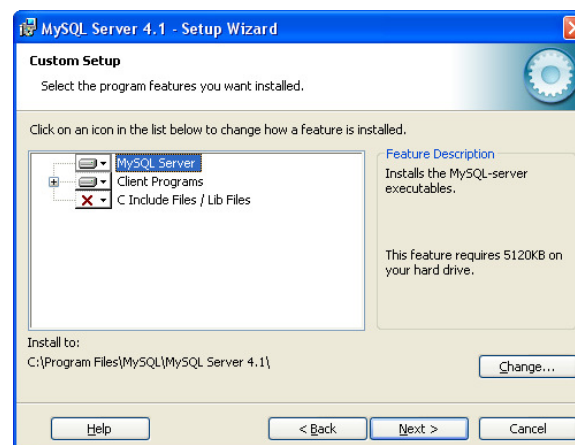 MySQL Server 4.1 - Setup Wizard
Custom Setup
Select the program features you want installed.
Click on an icon in the list below to change how a feature is installed.
MySQL Server
Client Programs
C Include Files / Lib Files
Feature Description
Installs the MySQL-server
executables.
This feature requires 5120KB on
your hard drive.
Install to:
C:\Program Files\MySQL\MySQL Server 4.1\
Change...
Help
< Back
Next >
Cancel